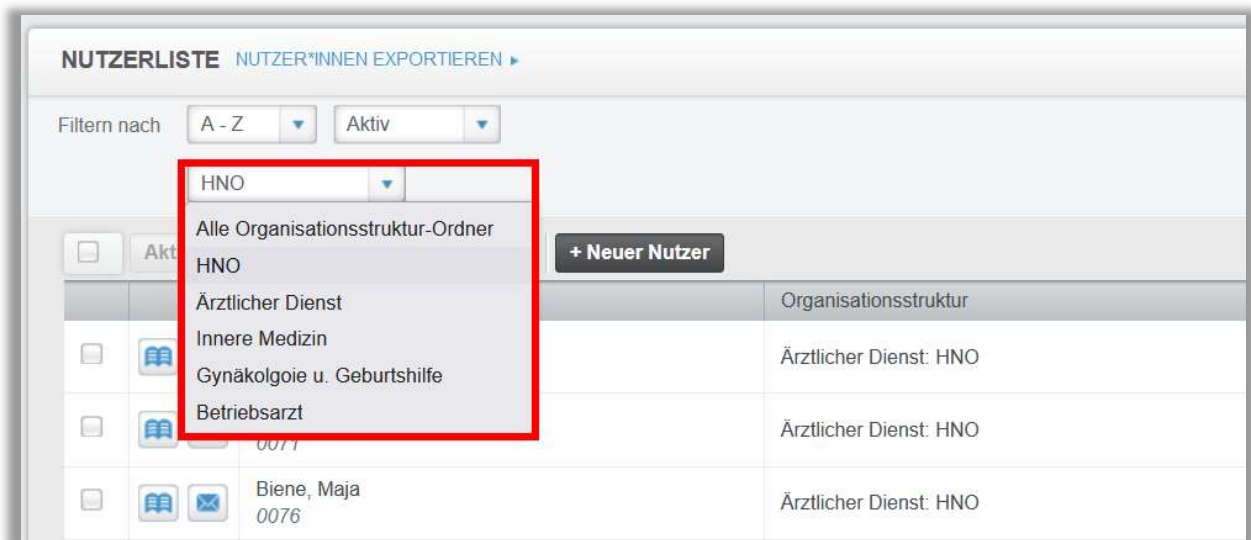 NUTZERLISTE NUTZER*INNEN EXPORTIEREN
Filtern nach A - Z Aktiv
HNO
Alle Organisationsstruktur-Ordner
HNO
Ärztlicher Dienst
Innere Medizin
Gynäkolgoie u. Geburtshilfe
Betriebsarzt
+ Neuer Nutzer
Organisationsstruktur
Ärztlicher Dienst: HNO
0071 Ärztlicher Dienst: HNO
Biene, Maja
0076 Ärztlicher Dienst: HNO